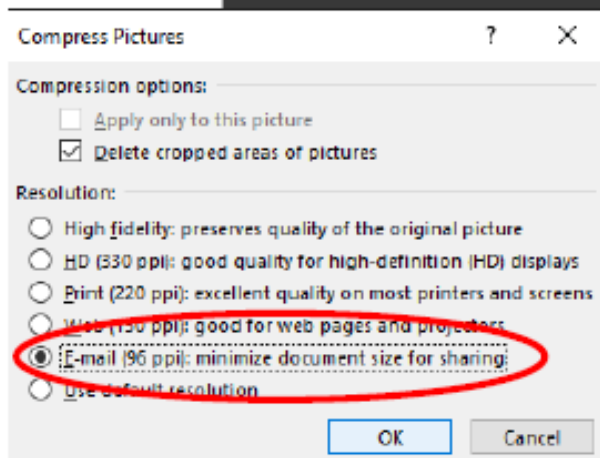 Compress Pictures ? ×
Compression options:
Apply only to this picture
Delete cropped areas of pictures
Resolution:
High fidelity: preserves quality of the original picture
HD (330 ppi): good quality for high-definition (HD) displays
Print (220 ppi): excellent quality on most printers and screens
Web (150 ppi): good for web pages and projectors
E-mail (96 ppi): minimize document size for sharing
Use default resolution
OK Cancel